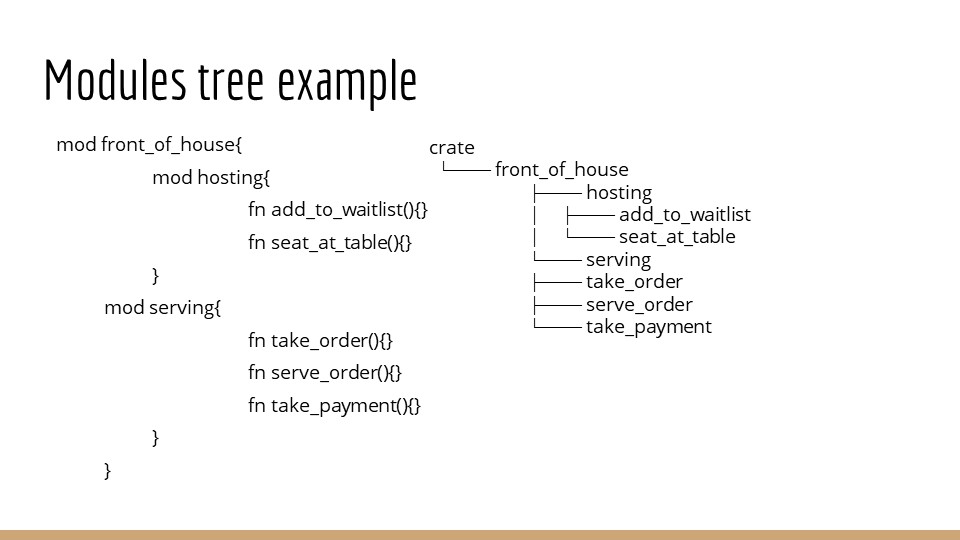 Modules tree example
mod front_of_house{
mod hosting{
fn add_to_waitlist(){}
fn seat_at_table(){}
}
mod serving{
fn take_order(){}
fn serve_order(){}
fn take_payment(){}
}
}
crate
└──── front_of_house
├──── hosting
│ ├──── add_to_waitlist
│ └──── seat_at_table
└──── serving
├──── take_order
├──── serve_order
└──── take_payment